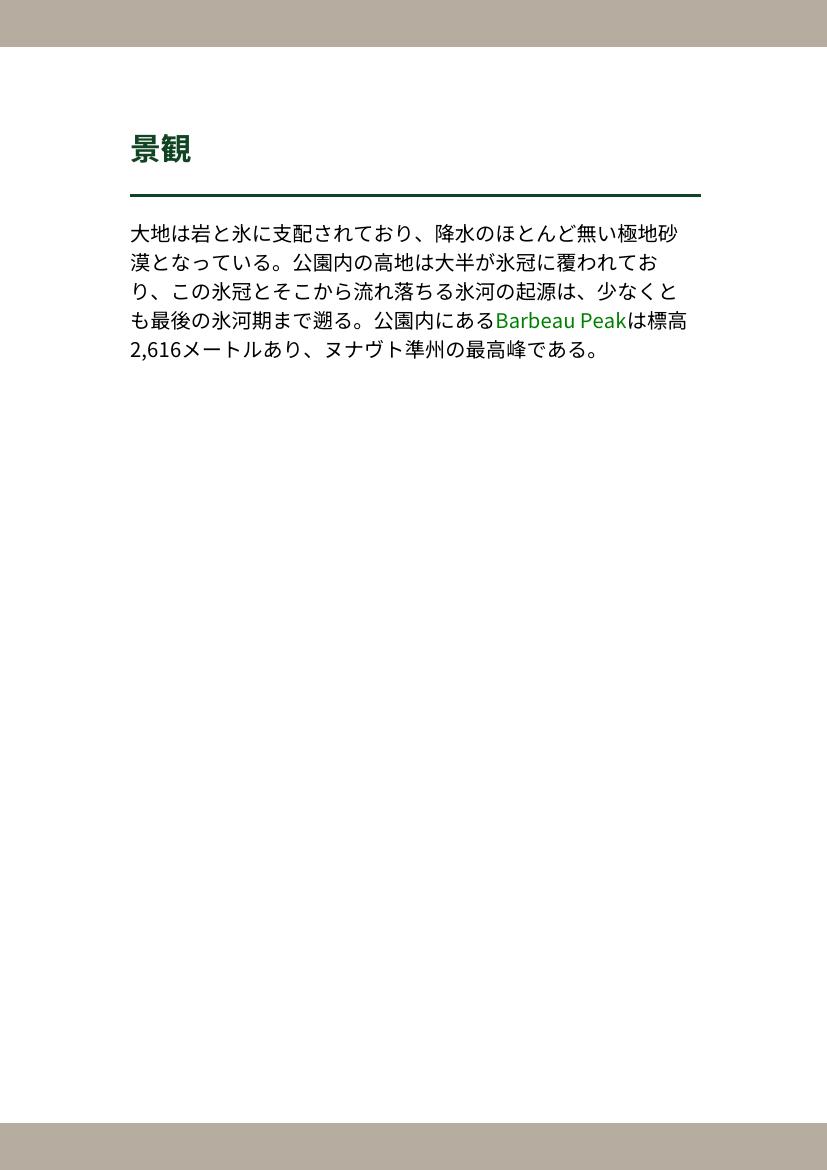 景観
大地は岩と氷に支配されており、降水のほとんど無い極地砂
漠となっている。公園内の高地は大半が氷冠に覆われてお
り、この氷冠とそこから流れ落ちる氷河の起源は、少なくと
も最後の氷河期まで遡る。公園内にあるBarbeau Peakは標高
2,616メートルあり、ヌナヴト準州の最高峰である。